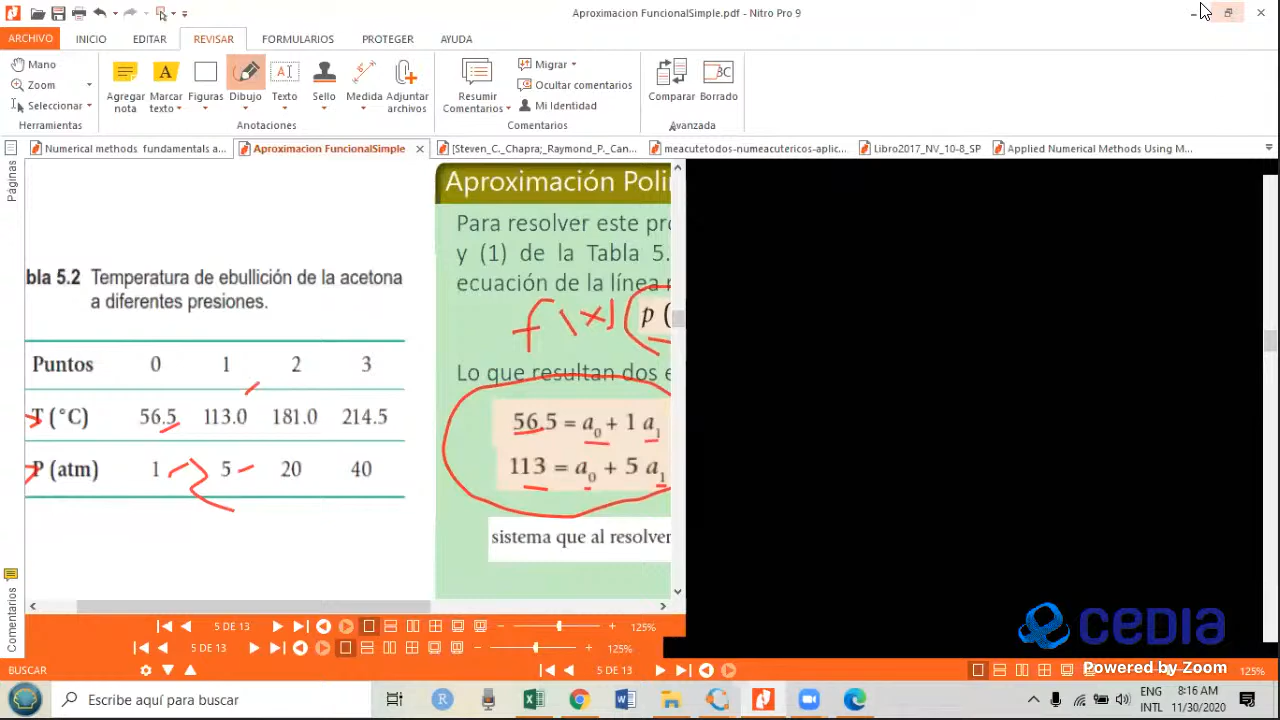 Aproximacion FuncionalSimple.pdf - Nitro Pro 9
ARCHIVO INICIO EDITAR REVISAR FORMULARIOS PROTEGER AYUDA
Mano
Zoom
Seleccionar
Herramientas
Agregar nota
Marcar texto
Figuras
Dibujo
Texto
Sello
Medida
Adjuntar archivos
Anotaciones
Resumir Comentarios
Migrar
Ocultar comentarios
Mi Identidad
Comentarios
Comparar
Borrado
Avanzada
Numerical methods fundamentals a...
Aproximacion FuncionalSimple
[Steven_C._Chapra;_Raymond_P._Can...
meacutetodos-numeacutericos-aplic...
Libro2017_NV_10-8_SP
Applied Numerical Methods Using M...
Páginas
Comentarios
bla 5.2 Temperatura de ebullición de la acetona
a diferentes presiones.
Puntos 0 1 2 3
T (°C) 56.5 113.0 181.0 214.5
P (atm) 1 5 20 40
Aproximación Poli
Para resolver este pro
y (1) de la Tabla 5.
ecuación de la línea
f(x) p (
Lo que resultan dos e
56.5 = a₀ + 1 a₁
113 = a₀ + 5 a₁
sistema que al resolver
5 DE 13 125%
5 DE 13 125%
5 DE 13 125%
BUSCAR
cedia
Powered by Zoom
Escribe aquí para buscar
ENG
INTL
8:16 AM
11/30/2020